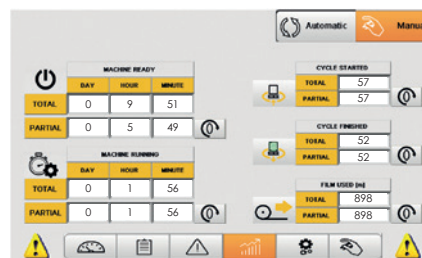 Automatic Manua
MACHINE READY
DAY HOUR MINUTE
TOTAL 0 9 51
PARTIAL 0 5 49
MACHINE RUNNING
DAY HOUR MINUTE
TOTAL 0 1 56
PARTIAL 0 1 56
CYCLE STARTED
TOTAL 57
PARTIAL 57
CYCLE FINISHED
TOTAL 52
PARTIAL 52
FILM USED [m]
TOTAL 898
PARTIAL 898